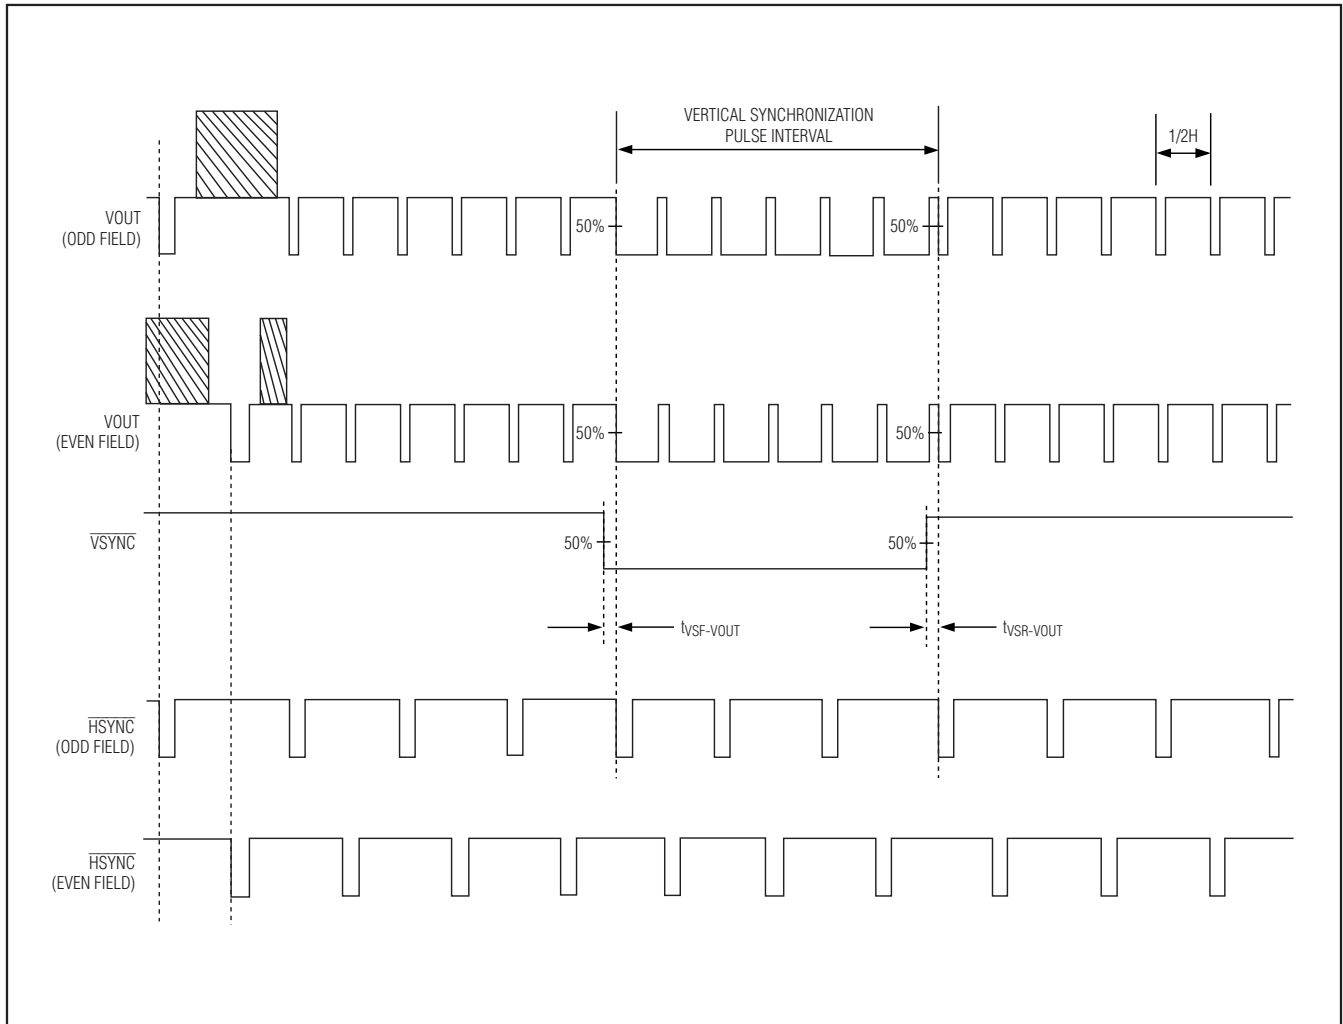 VERTICAL SYNCHRONIZATION
PULSE INTERVAL
1/2H
VOUT
(ODD FIELD)
50%
50%
VOUT
(EVEN FIELD)
50%
50%
VSYNC
50%
50%
tVSF-VOUT
tVSR-VOUT
HSYNC
(ODD FIELD)
HSYNC
(EVEN FIELD)